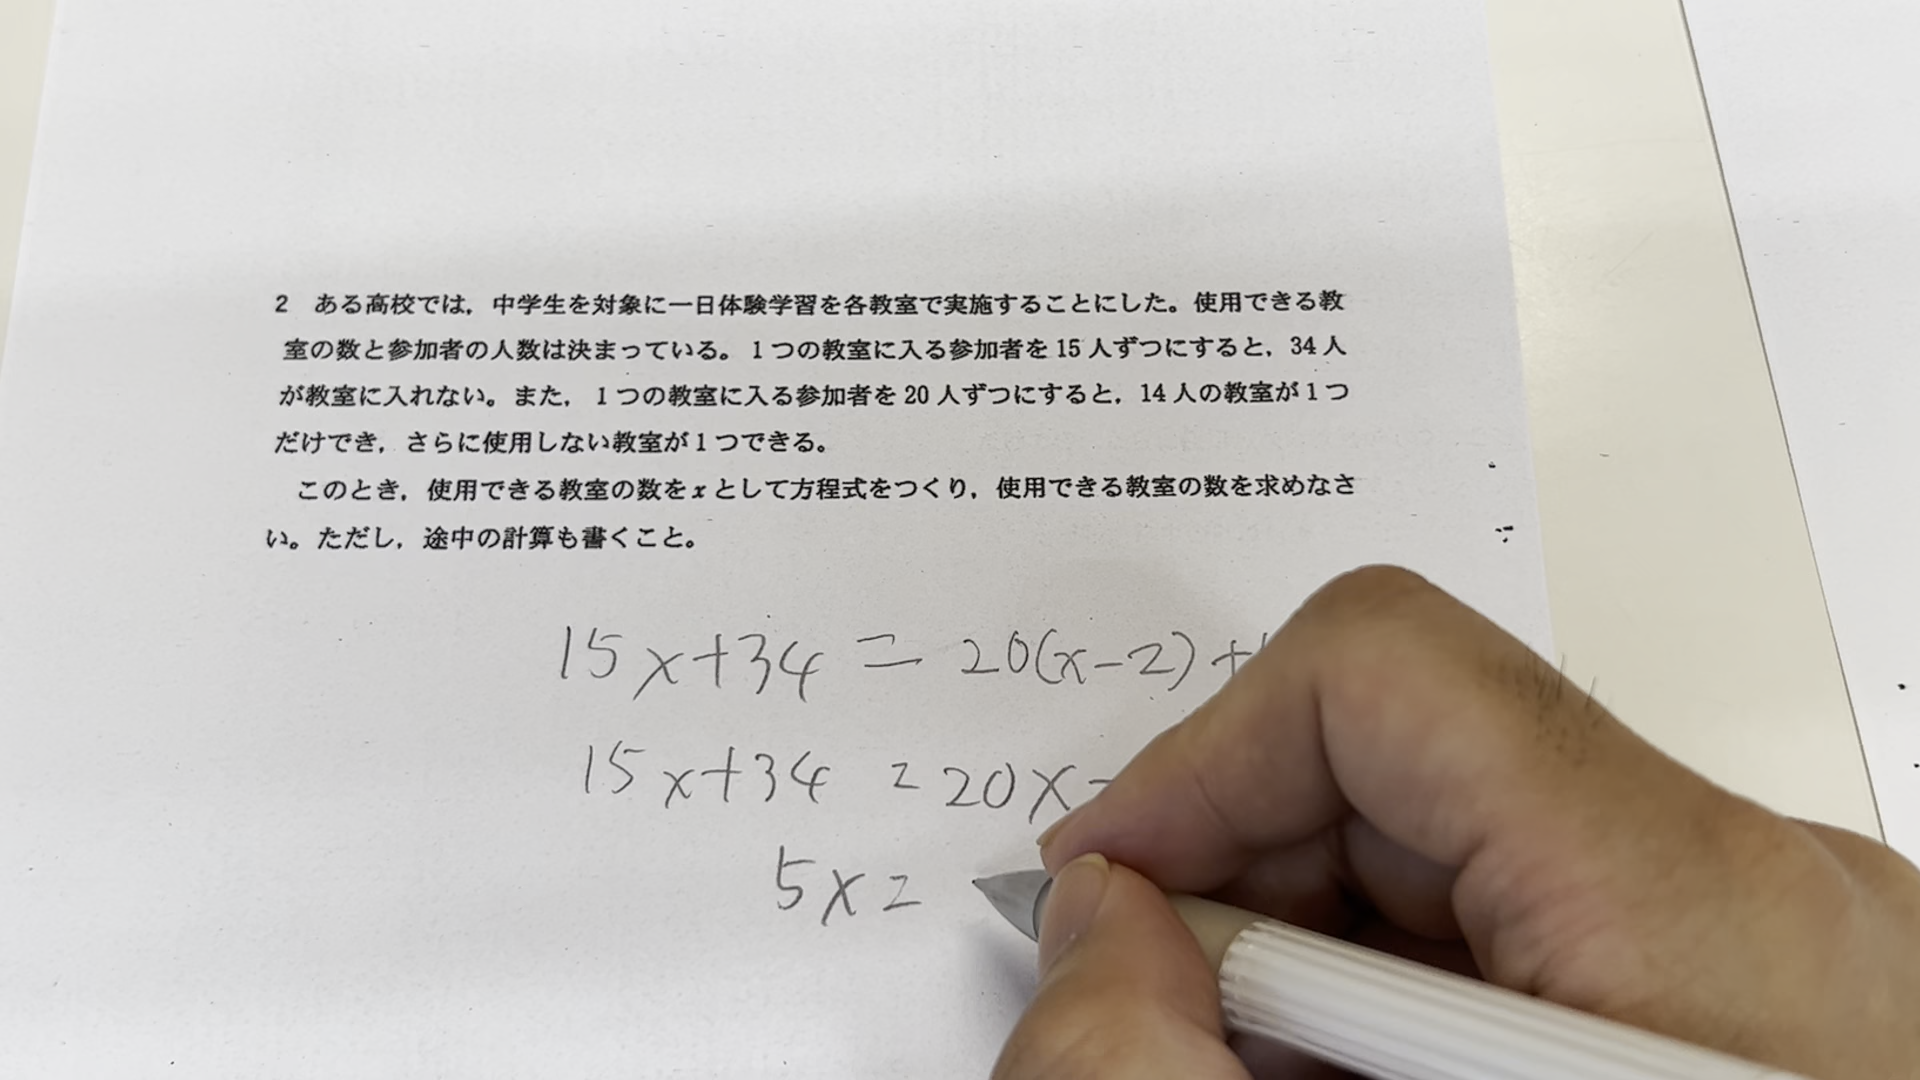 2 ある高校では，中学生を対象に一日体験学習を各教室で実施することにした。使用できる教
室の数と参加者の人数は決まっている。1つの教室に入る参加者を15人ずつにすると，34人
が教室に入れない。また，1つの教室に入る参加者を20人ずつにすると，14人の教室が1つ
だけでき，さらに使用しない教室が1つできる。
このとき，使用できる教室の数をxとして方程式をつくり，使用できる教室の数を求めなさ
い。ただし，途中の計算も書くこと。
15x+34=20(x-2)+
15x+34=20x-
5x=